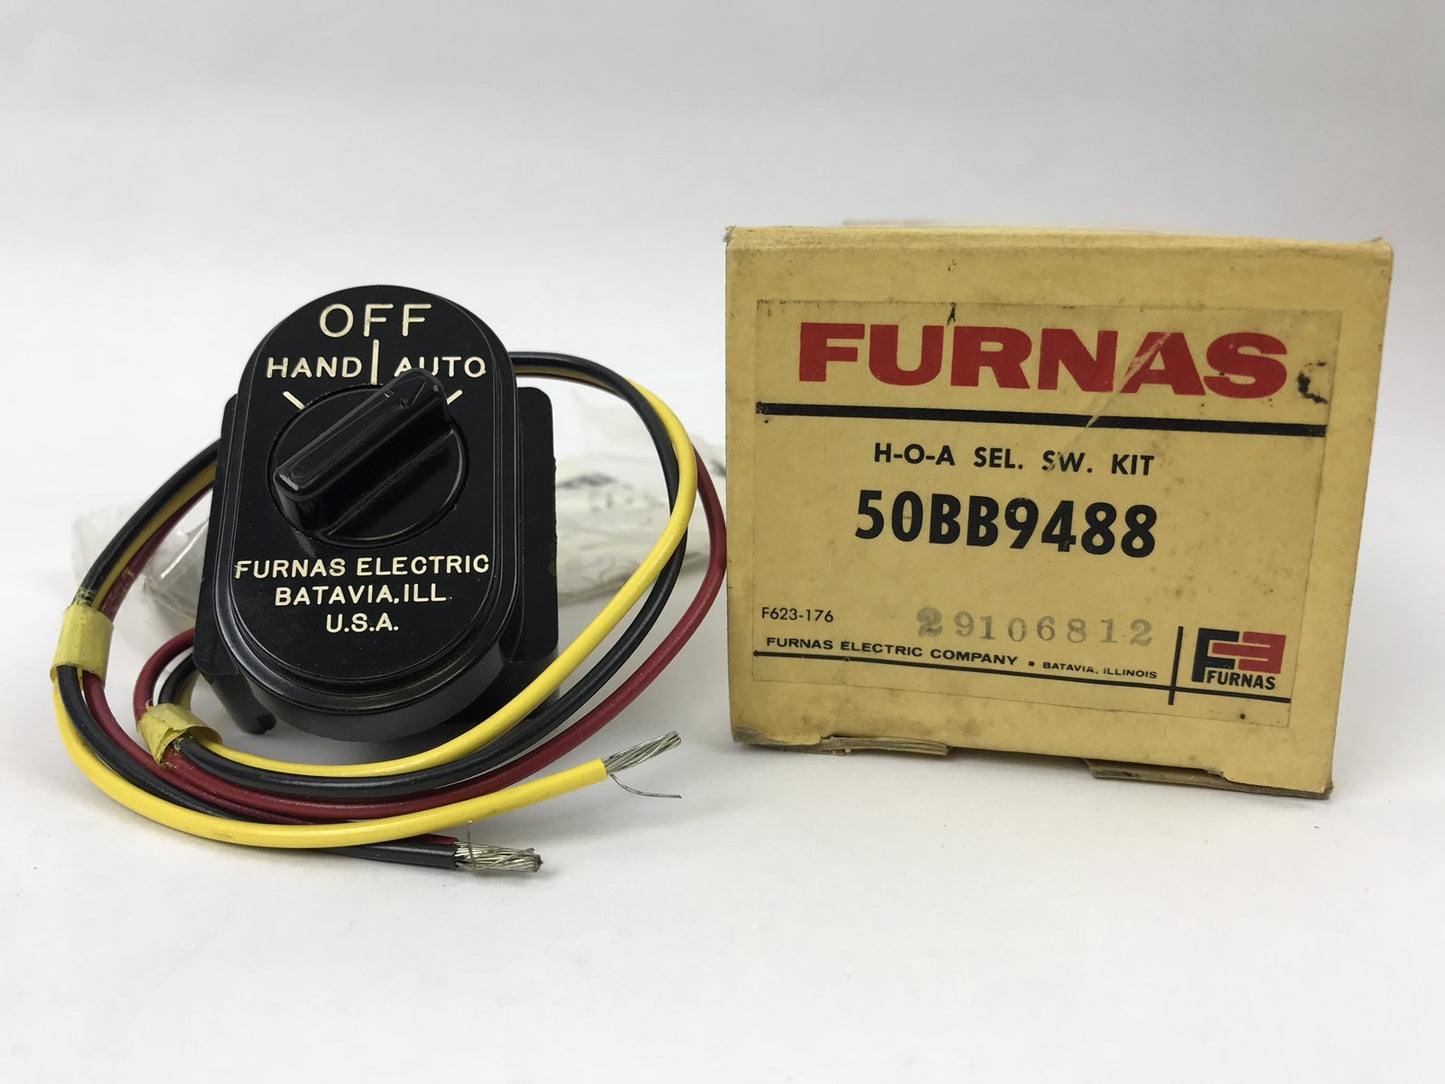 OFF
HAND AUTO
FURNAS ELECTRIC
BATAVIA, ILL
U.S.A.
FURNAS
H-O-A SEL. SW. KIT
50BB9488
F623-176
29106812
FURNAS ELECTRIC COMPANY ▪ BATAVIA, ILLINOIS
FURNAS